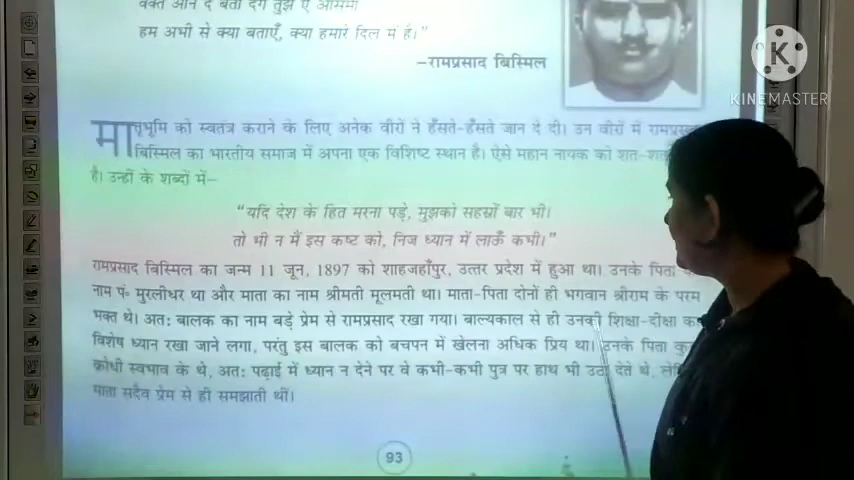 वक्त आने दे बता देंगे तुझे ऐ आसमाँ
हम अभी से क्या बताएँ, क्या हमारे दिल में है।”
–रामप्रसाद बिस्मिल
K
KINEMASTER
मातृभूमि को स्वतंत्र कराने के लिए अनेक वीरों ने हँसते-हँसते जान दे दी। उन वीरों में
बिस्मिल का भारतीय समाज में अपना एक विशिष्ट स्थान है। ऐसे महान नायक को
है। उन्हीं के शब्दों में–
“यदि देश के हित मरना पड़े, मुझको सहस्रों बार भी।
तो भी न मैं इस कष्ट को, निज ध्यान में लाऊँ कभी।”
रामप्रसाद बिस्मिल का जन्म 11 जून, 1897 को शाहजहाँपुर, उत्तर प्रदेश में हुआ था। उनके पिता
नाम पं॰ मुरलीधर था और माता का नाम श्रीमती मूलमती था। माता-पिता दोनों ही भगवान श्रीराम के परम
भक्त थे। अत: बालक का नाम बड़े प्रेम से रामप्रसाद रखा गया। बाल्यकाल से ही उनकी शिक्षा-दीक्षा
विशेष ध्यान रखा जाने लगा, परंतु इस बालक को बचपन में खेलना अधिक प्रिय था। उनके पिता
क्रोधी स्वभाव के थे, अत: पढ़ाई में ध्यान न देने पर वे कभी-कभी पुत्र पर हाथ भी उठा देते थे,
माता सदैव प्रेम से ही समझाती थीं।
93